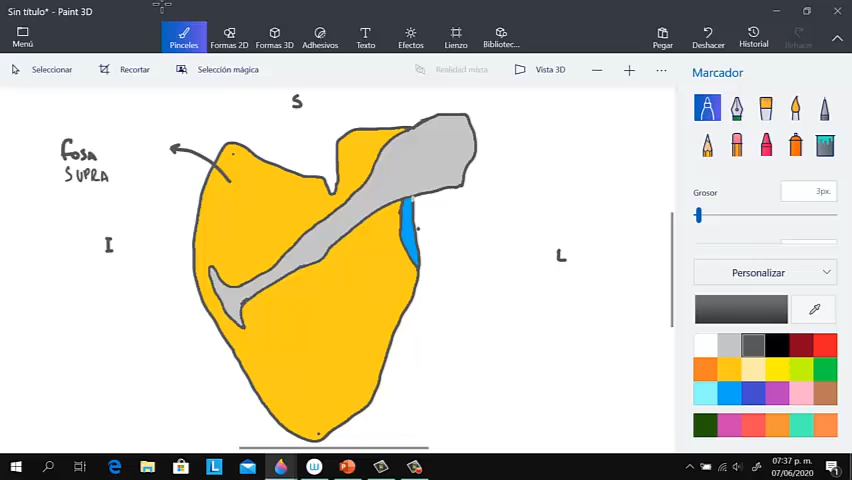 Sin título* - Paint 3D
Menú
Pinceles
Formas 2D
Formas 3D
Adhesivos
Texto
Efectos
Lienzo
Bibliotec...
Pegar
Deshacer
Historial
Rehacer
Seleccionar
Recortar
Selección mágica
Realidad mixta
Vista 3D
Marcador
Grosor
3px.
Personalizar
S
fosa
SUPRA
I
L
07:37 p. m.
07/06/2020